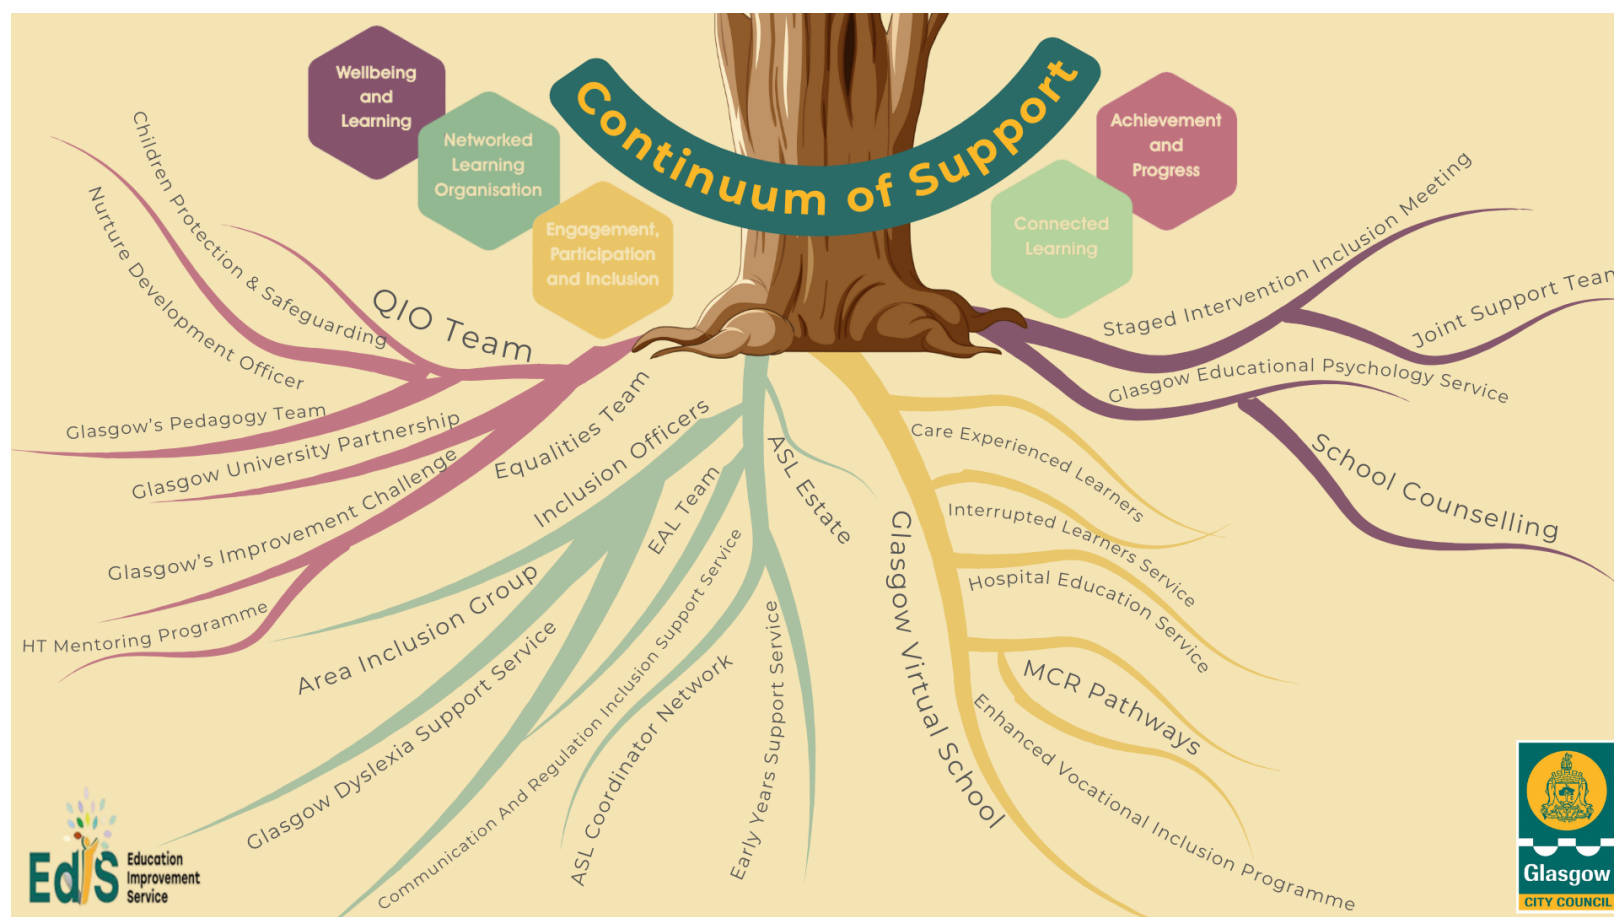 Continuum of Support
Wellbeing
and
Learning
Networked
Learning
Organisation
Engagement,
Participation
and Inclusion
Achievement
and
Progress
Connected
Learning
Children Protection & Safeguarding
Nurture Development Officer
QIO Team
Glasgow's Pedagogy Team
Glasgow University Partnership
Glasgow's Improvement Challenge
HT Mentoring Programme
Equalities Team
Inclusion Officers
Area Inclusion Group
Glasgow Dyslexia Support Service
EAL Team
Communication And Regulation Inclusion Support Service
ASL Coordinator Network
Early Years Support Service
ASL Estate
Glasgow Virtual School
Care Experienced Learners
Interrupted Learners Service
Hospital Education Service
MCR Pathways
Enhanced Vocational Inclusion Programme
Staged Intervention Inclusion Meeting
Joint Support Team
Glasgow Educational Psychology Service
School Counselling
EdIS
Education
Improvement
Service
Glasgow
CITY COUNCIL